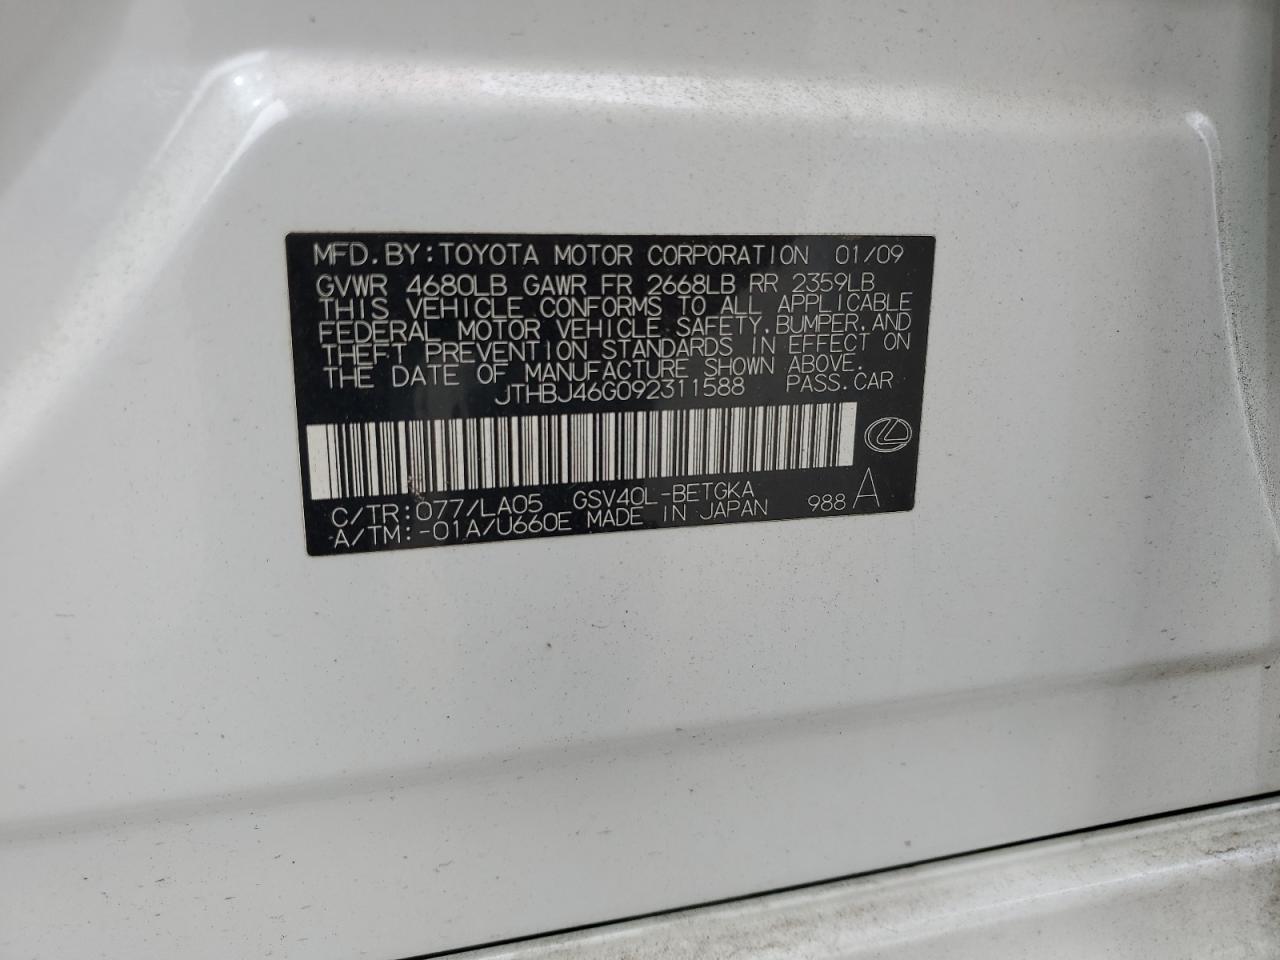 MFD. BY: TOYOTA MOTOR CORPORATION 01/09
GVWR 4680LB GAWR FR 2668LB RR 2359LB
THIS VEHICLE CONFORMS TO ALL APPLICABLE
FEDERAL MOTOR VEHICLE SAFETY, BUMPER, AND
THEFT PREVENTION STANDARDS IN EFFECT ON
THE DATE OF MANUFACTURE SHOWN ABOVE.
JTHBJ46G092311588 PASS. CAR
C/TR: 077/LA05 GSV40L-BETGKA
A/TM: -01A/U660E MADE IN JAPAN 988 A